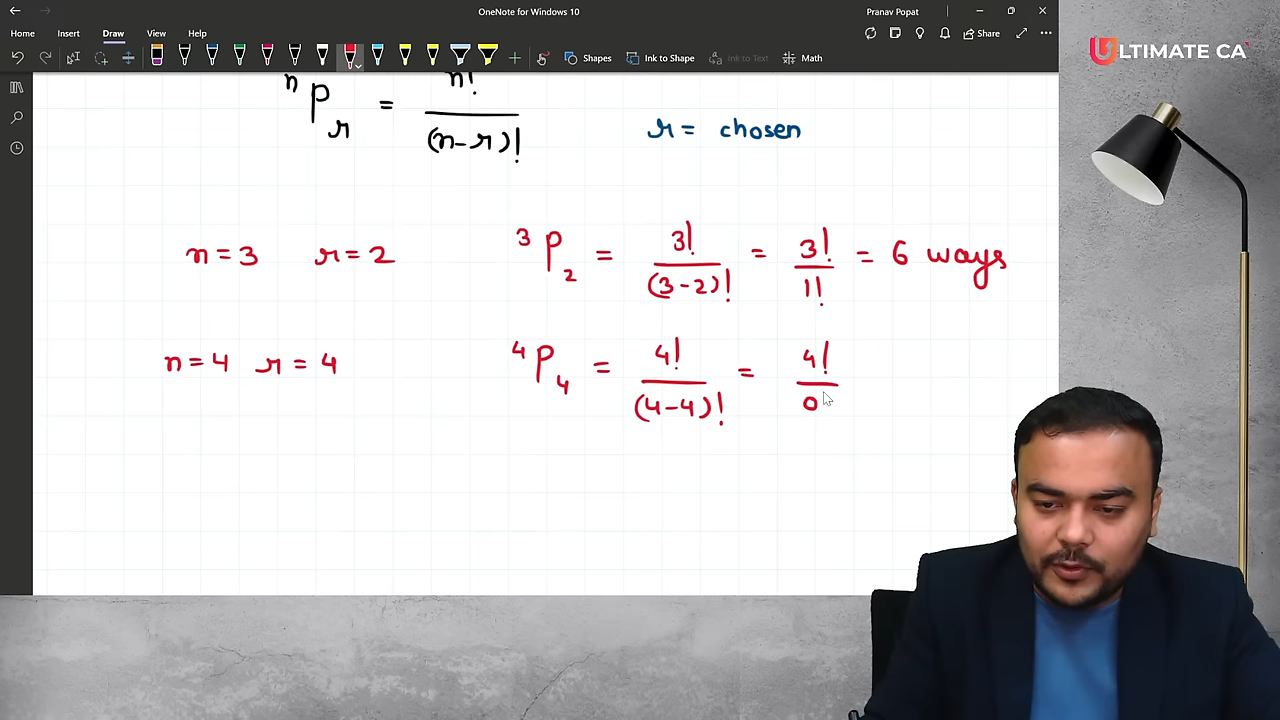 OneNote for Windows 10
Pranav Popat
Home Insert Draw View Help
Share
Shapes Ink to Shape Ink to Text Math
ULTIMATE CA
nPr = n! / (n-r)!
r = chosen
n=3 r=2
³P₂ = 3! / (3-2)! = 3! / 1! = 6 ways
n=4 r=4
⁴P₄ = 4! / (4-4)! = 4! / 0